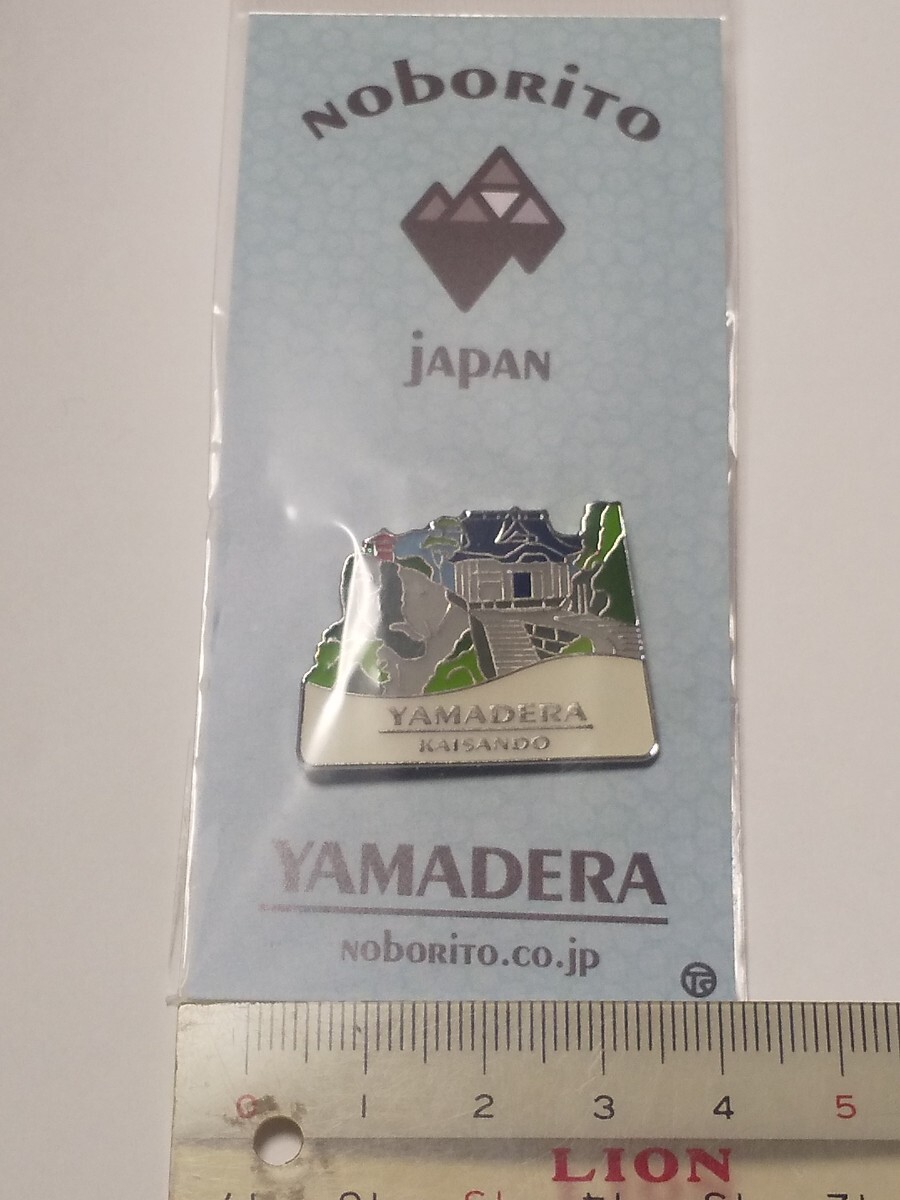 NOBORITO
JAPAN
YAMADERA
KAISANDO
YAMADERA
NOBORITO.CO.JP
0 1 2 3 4 5
LION